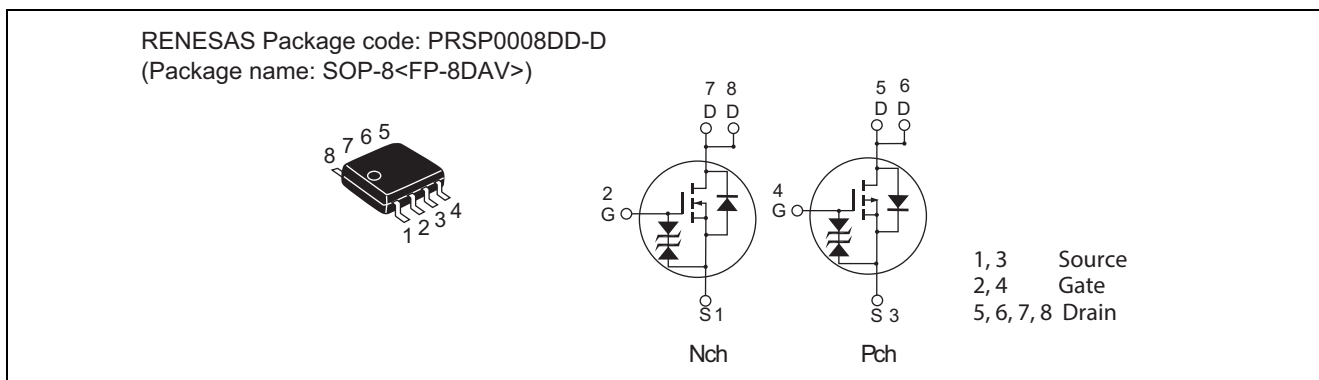 RENESAS Package code: PRSP0008DD-D
(Package name: SOP-8<FP-8DAV>)
8 7 6 5
1 2 3 4
7 8
D D
2
G
S 1
Nch
5 6
D D
4
G
S 3
Pch
1, 3 Source
2, 4 Gate
5, 6, 7, 8 Drain